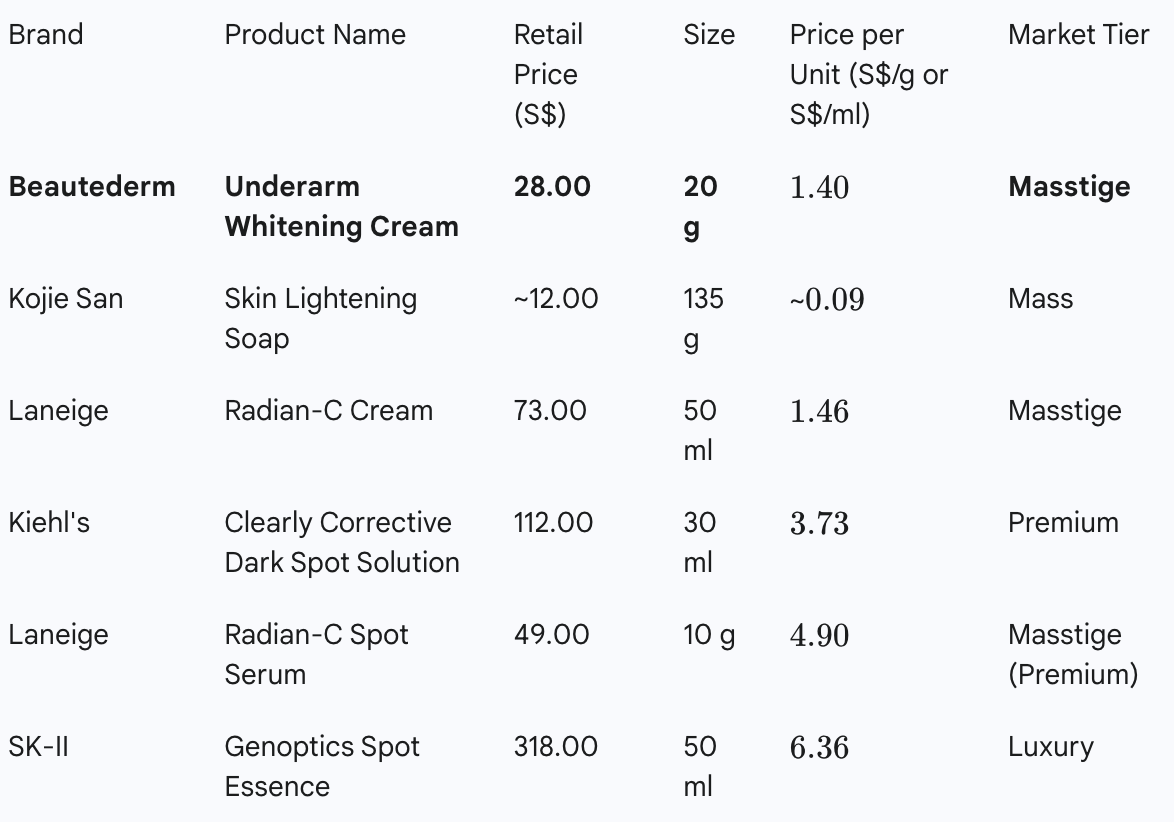 Brand Product Name Retail Price (S$) Size Price per Unit (S$/g or S$/ml) Market Tier
Beautederm Underarm Whitening Cream 28.00 20 g 1.40 Masstige
Kojie San Skin Lightening Soap ~12.00 135 g ~0.09 Mass
Laneige Radian-C Cream 73.00 50 ml 1.46 Masstige
Kiehl's Clearly Corrective Dark Spot Solution 112.00 30 ml 3.73 Premium
Laneige Radian-C Spot Serum 49.00 10 g 4.90 Masstige (Premium)
SK-II Genoptics Spot Essence 318.00 50 ml 6.36 Luxury